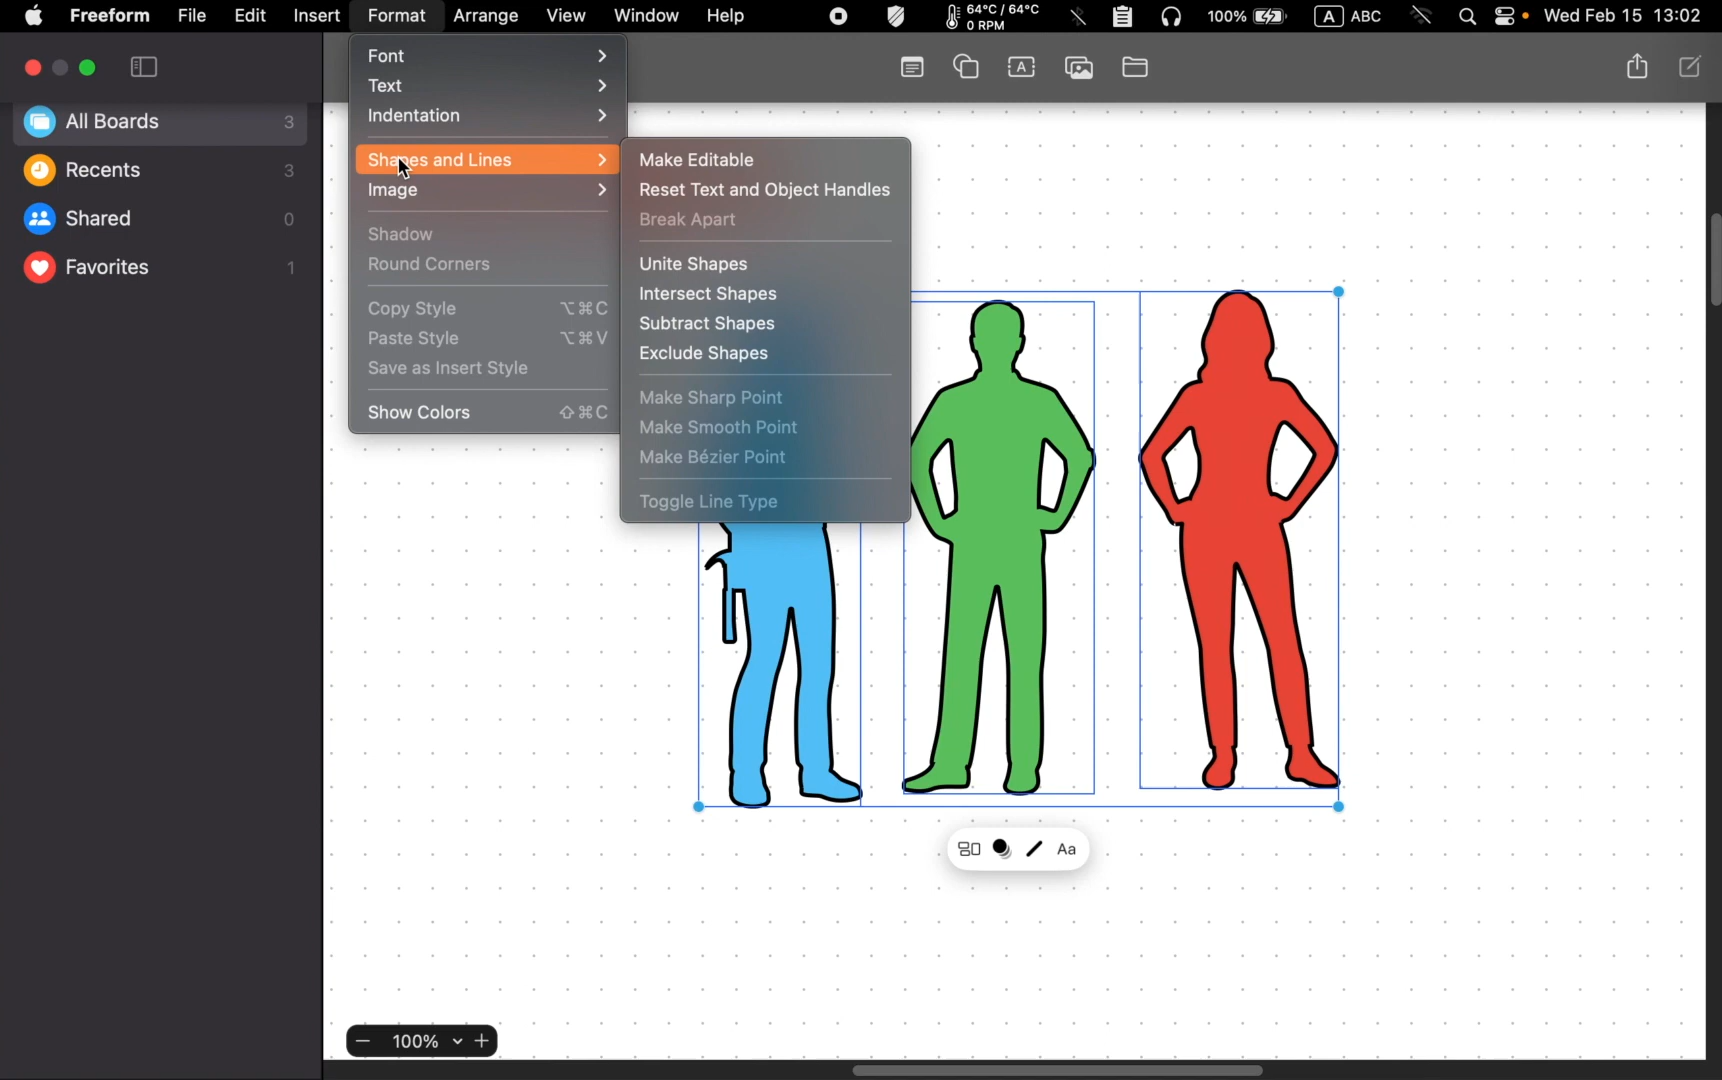 Freeform File Edit Insert Format Arrange View Window Help 64°C / 64°C 100% A ABC Wed Feb 15 13:02
0 RPM
All Boards 3
Recents 3
Shared 0
Favorites 1
Font
Text
Indentation
Shapes and Lines
Image
Shadow
Round Corners
Copy Style ⌥⌘C
Paste Style ⌥⌘V
Save as Insert Style
Show Colors ⇧⌘C
Make Editable
Reset Text and Object Handles
Break Apart
Unite Shapes
Intersect Shapes
Subtract Shapes
Exclude Shapes
Make Sharp Point
Make Smooth Point
Make Bézier Point
Toggle Line Type
A
Aa
100%